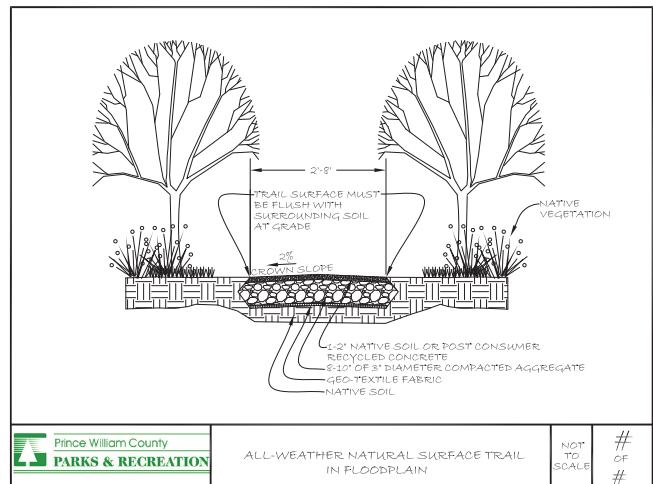 2'-8"
TRAIL SURFACE MUST
BE FLUSH WITH
SURROUNDING SOIL
AT GRADE
NATIVE
VEGETATION
2%
CROWN SLOPE
1-2" NATIVE SOIL OR POST CONSUMER
RECYCLED CONCRETE
8-10" OF 3" DIAMETER COMPACTED AGGREGATE
GEO-TEXTILE FABRIC
NATIVE SOIL
Prince William County
PARKS & RECREATION
ALL-WEATHER NATURAL SURFACE TRAIL
IN FLOODPLAIN
NOT
TO
SCALE
#
OF
#